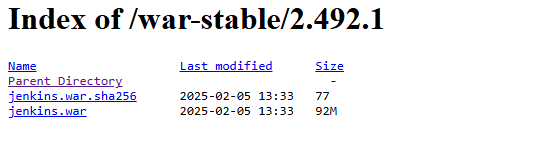 Index of /war-stable/2.492.1
Name Last modified Size
Parent Directory -
jenkins.war.sha256 2025-02-05 13:33 77
jenkins.war 2025-02-05 13:33 92M